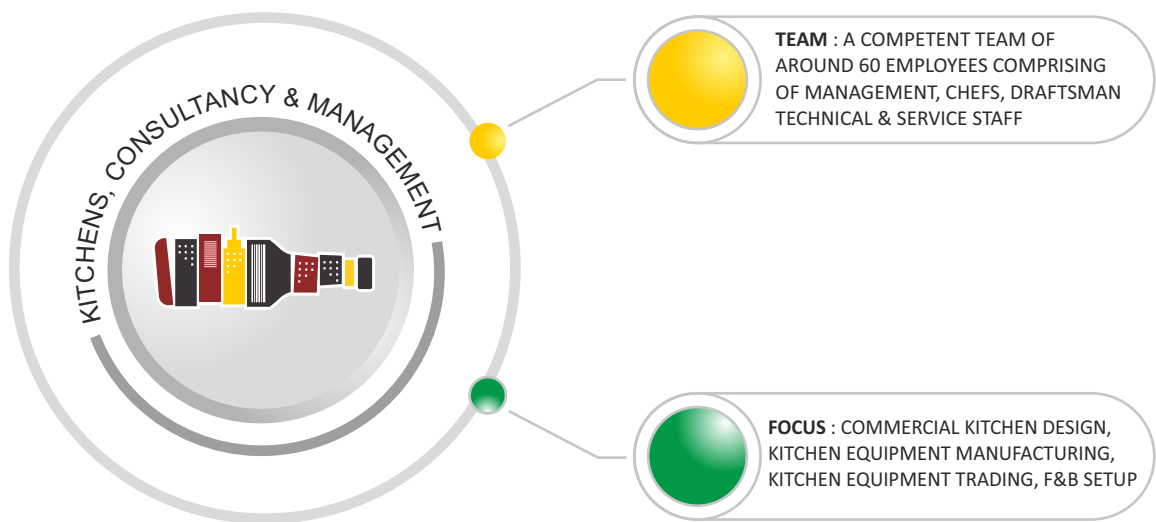 KITCHENS, CONSULTANCY & MANAGEMENT
TEAM : A COMPETENT TEAM OF
AROUND 60 EMPLOYEES COMPRISING
OF MANAGEMENT, CHEFS, DRAFTSMAN
TECHNICAL & SERVICE STAFF
FOCUS : COMMERCIAL KITCHEN DESIGN,
KITCHEN EQUIPMENT MANUFACTURING,
KITCHEN EQUIPMENT TRADING, F&B SETUP